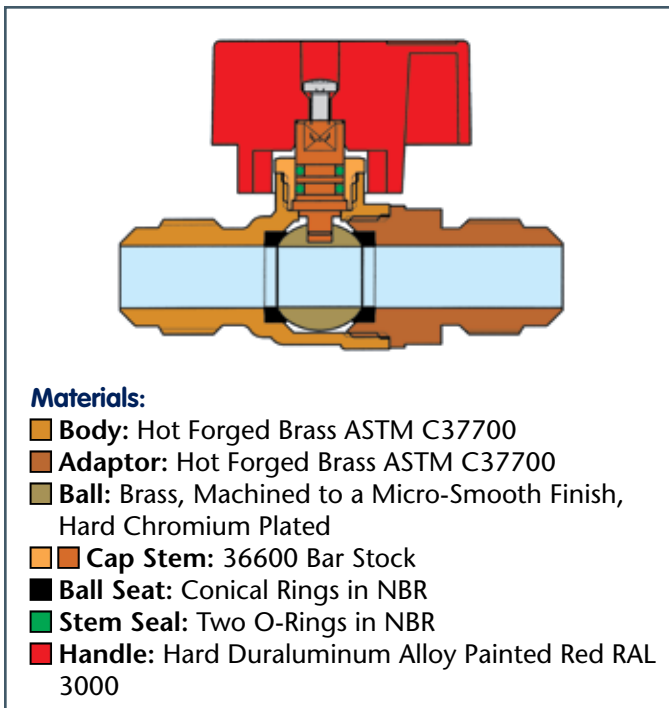 Materials:
Body: Hot Forged Brass ASTM C37700
Adaptor: Hot Forged Brass ASTM C37700
Ball: Brass, Machined to a Micro-Smooth Finish,
Hard Chromium Plated
Cap Stem: 36600 Bar Stock
Ball Seat: Conical Rings in NBR
Stem Seal: Two O-Rings in NBR
Handle: Hard Duraluminum Alloy Painted Red RAL
3000